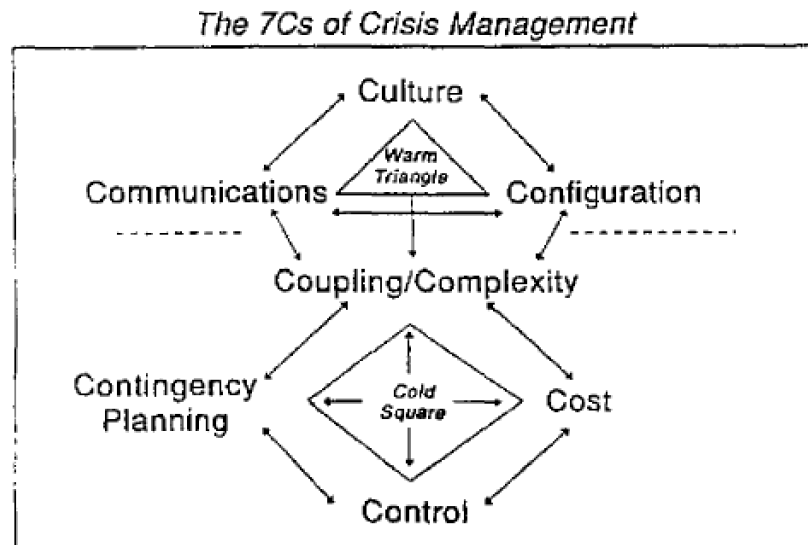 The 7Cs of Crisis Management
Culture
Warm
Triangle
Communications
Configuration
Coupling/Complexity
Contingency
Planning
Cold
Square
Cost
Control